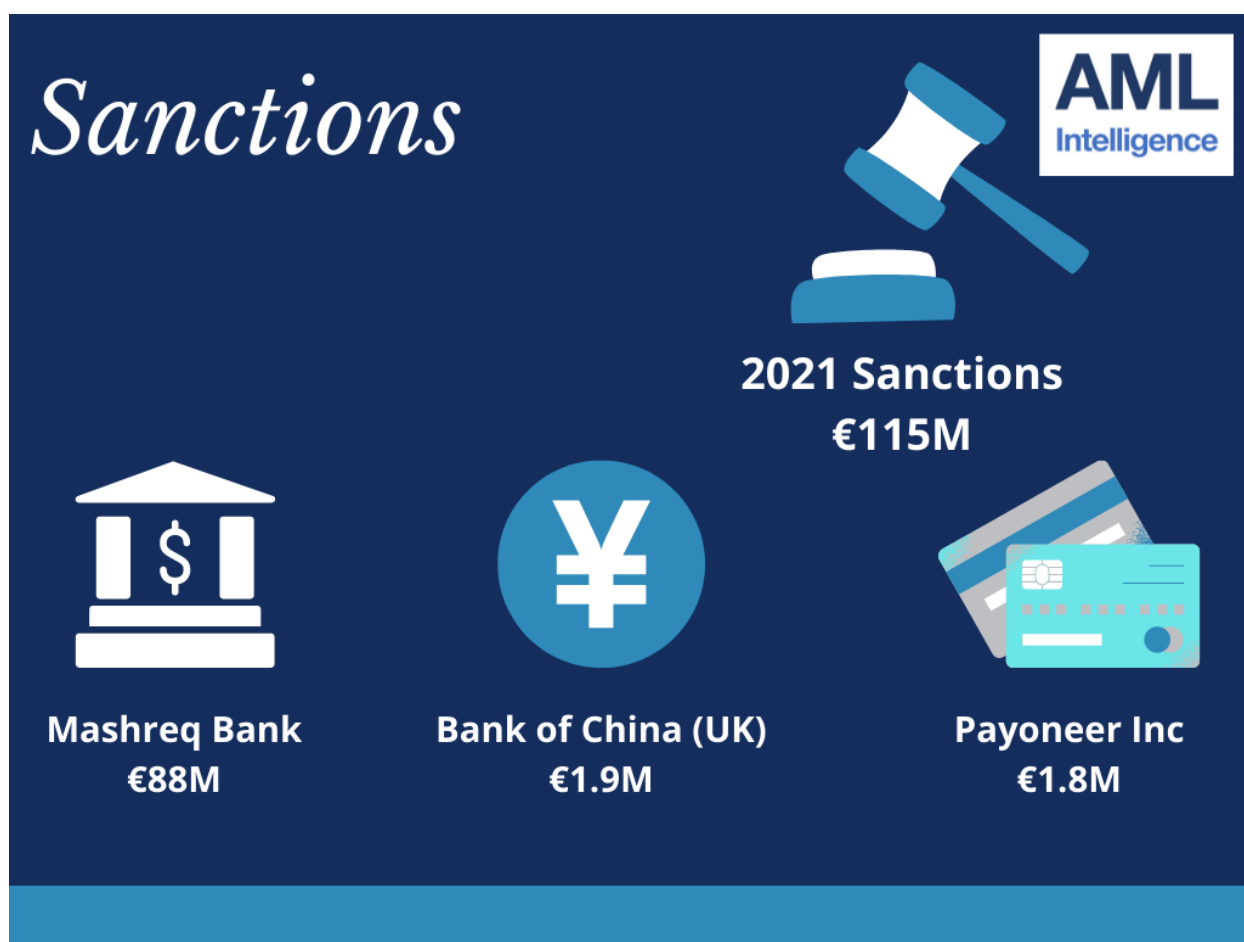 Sanctions
AML
Intelligence
2021 Sanctions
€115M
$
¥
Mashreq Bank
€88M
Bank of China (UK)
€1.9M
Payoneer Inc
€1.8M